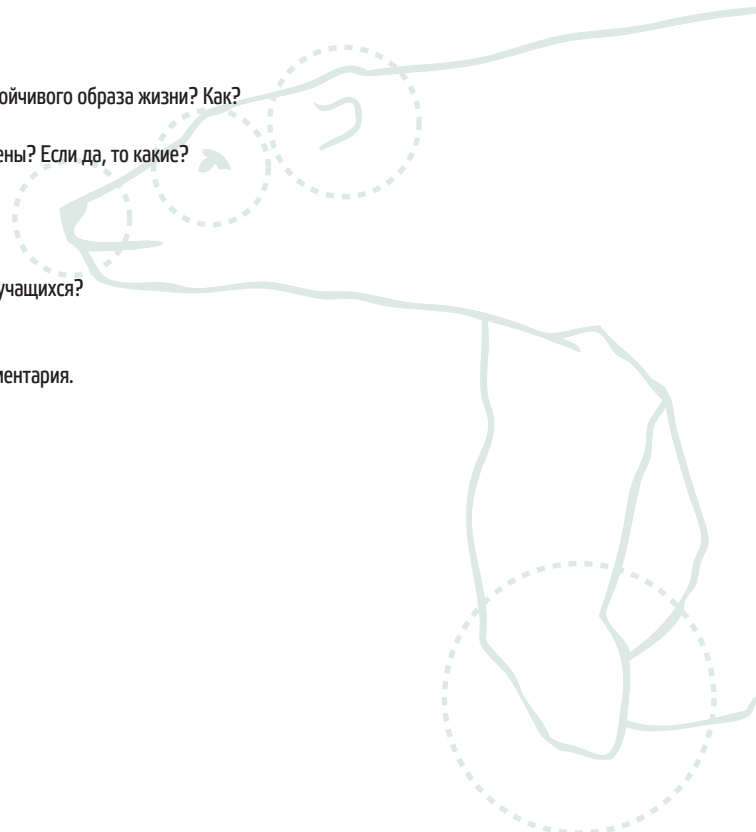 ойчивого образа жизни? Как?
ены? Если да, то какие?
учащихся?
ментария.